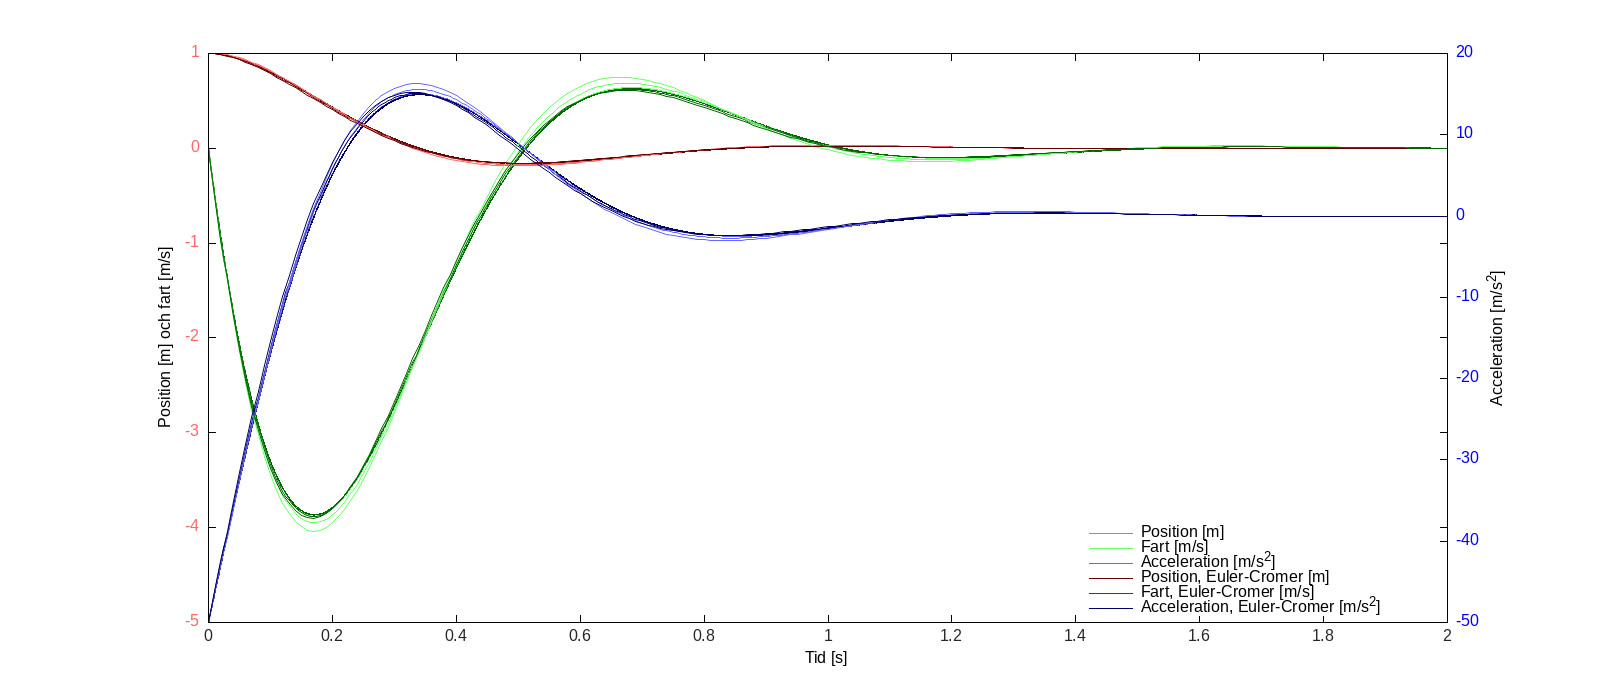 1
0
-1
-2
-3
-4
-5
Position [m] och fart [m/s]
20
10
0
-10
-20
-30
-40
-50
Acceleration [m/s2]
Position [m]
Fart [m/s]
Acceleration [m/s2]
Position, Euler-Cromer [m]
Fart, Euler-Cromer [m/s]
Acceleration, Euler-Cromer [m/s2]
0 0.2 0.4 0.6 0.8 1 1.2 1.4 1.6 1.8 2
Tid [s]